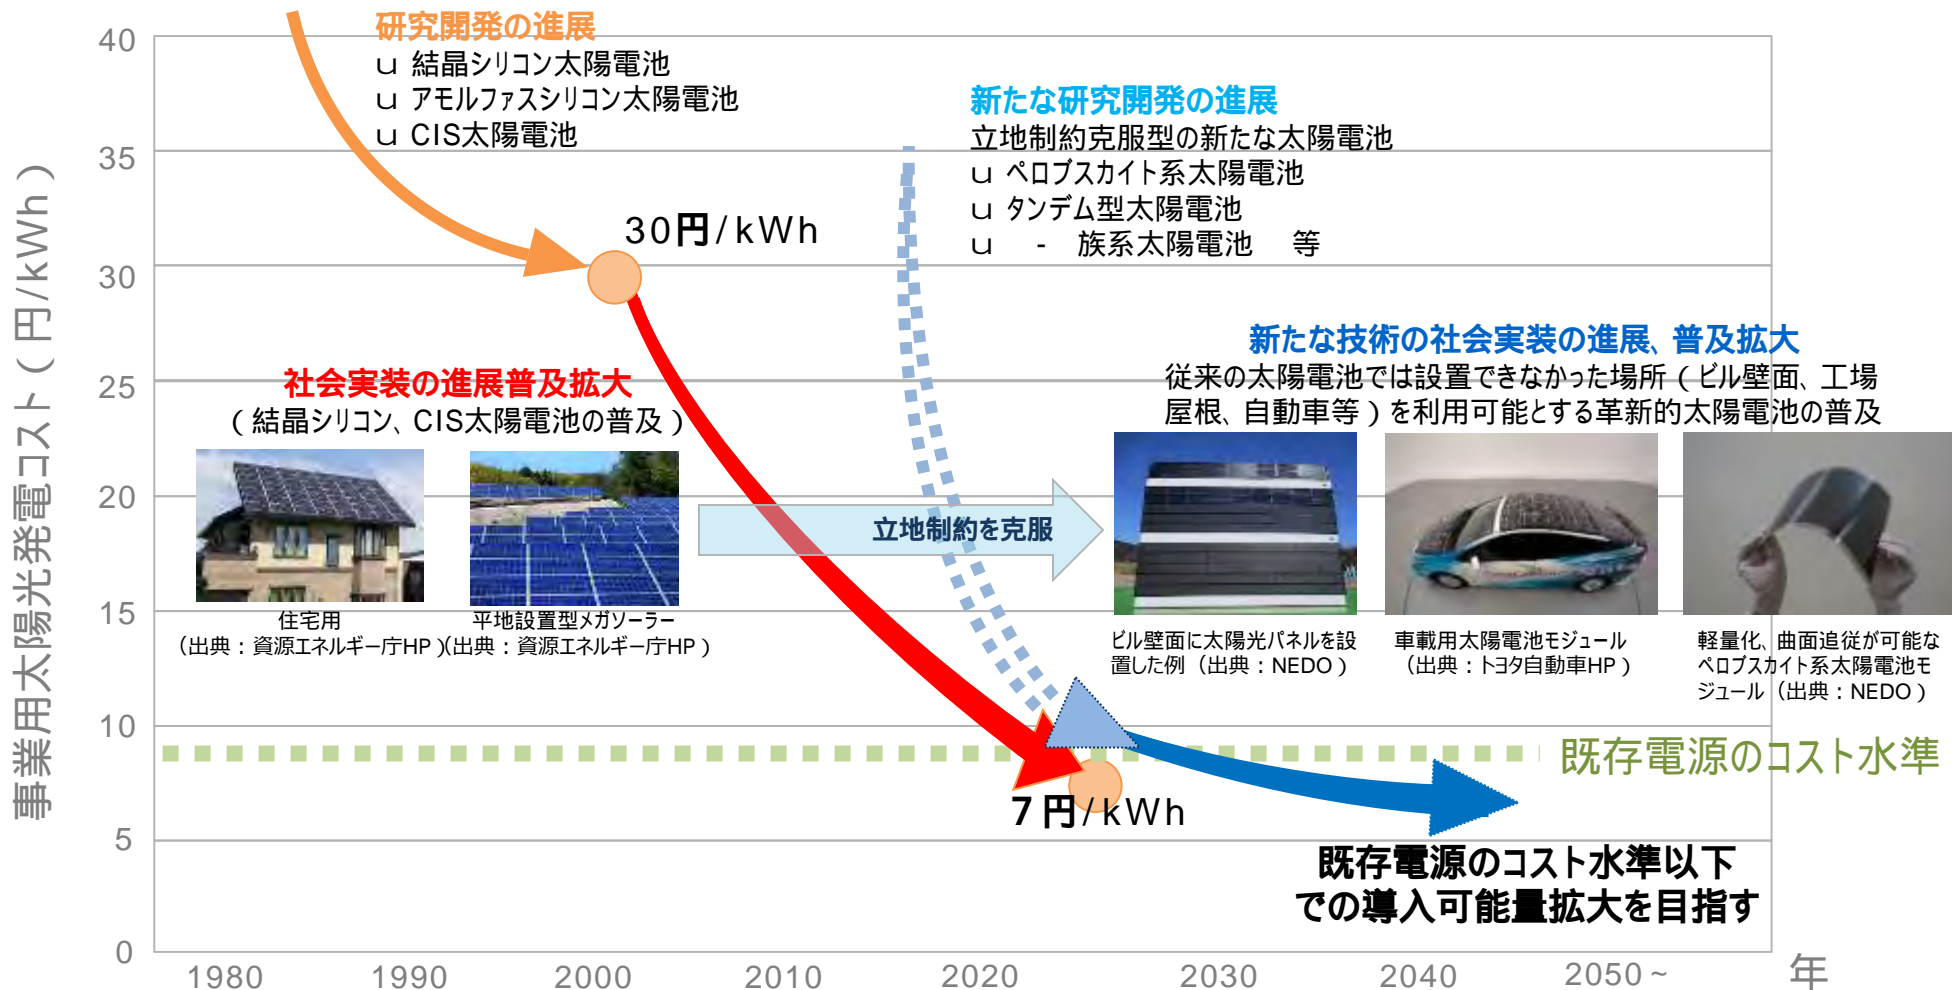 事業用太陽光発電コスト（円/kWh）
40
35
30
25
20
15
10
5
0
研究開発の進展
u 結晶シリコン太陽電池
u アモルファスシリコン太陽電池
u CIS太陽電池
30円/kWh
新たな研究開発の進展
立地制約克服型の新たな太陽電池
u ペロブスカイト系太陽電池
u タンデム型太陽電池
u - 族系太陽電池 等
社会実装の進展普及拡大
（結晶シリコン、CIS太陽電池の普及）
住宅用
（出典：資源エネルギー庁HP）
平地設置型メガソーラー
（出典：資源エネルギー庁HP）
立地制約を克服
新たな技術の社会実装の進展、普及拡大
従来の太陽電池では設置できなかった場所（ビル壁面、工場
屋根、自動車等）を利用可能とする革新的太陽電池の普及
ビル壁面に太陽光パネルを設
置した例（出典：NEDO）
車載用太陽電池モジュール
（出典：トヨタ自動車HP）
軽量化、曲面追従が可能な
ペロブスカイト系太陽電池モ
ジュール（出典：NEDO）
既存電源のコスト水準
7円/kWh
既存電源のコスト水準以下
での導入可能量拡大を目指す
1980
1990
2000
2010
2020
2030
2040
2050~
年